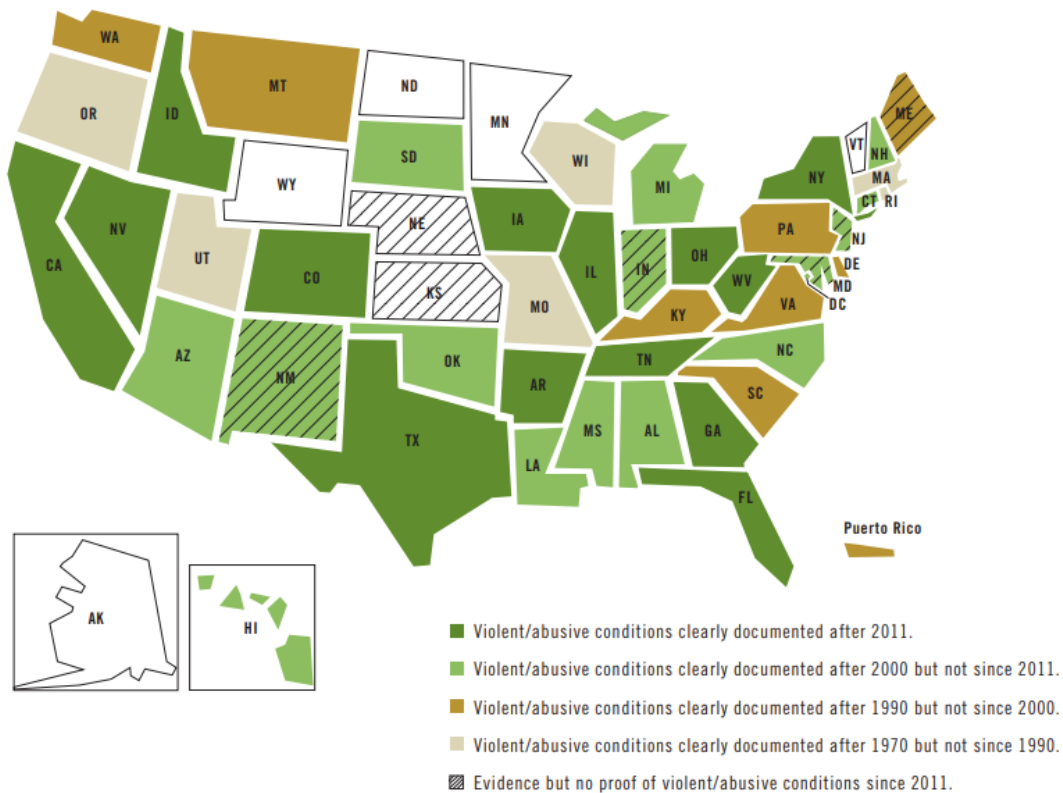 WA
MT
ND
MN
ME
OR
ID
SD
WI
VT
NH
WY
MI
NY
MA
CT RI
NV
NE
IA
PA
NJ
CA
UT
CO
KS
IL
IN
OH
WV
DE
MD
DC
MO
KY
VA
AZ
NM
OK
TN
NC
AR
SC
TX
LA
MS
AL
GA
FL
Puerto Rico
AK
HI
Violent/abusive conditions clearly documented after 2011.
Violent/abusive conditions clearly documented after 2000 but not since 2011.
Violent/abusive conditions clearly documented after 1990 but not since 2000.
Violent/abusive conditions clearly documented after 1970 but not since 1990.
Evidence but no proof of violent/abusive conditions since 2011.